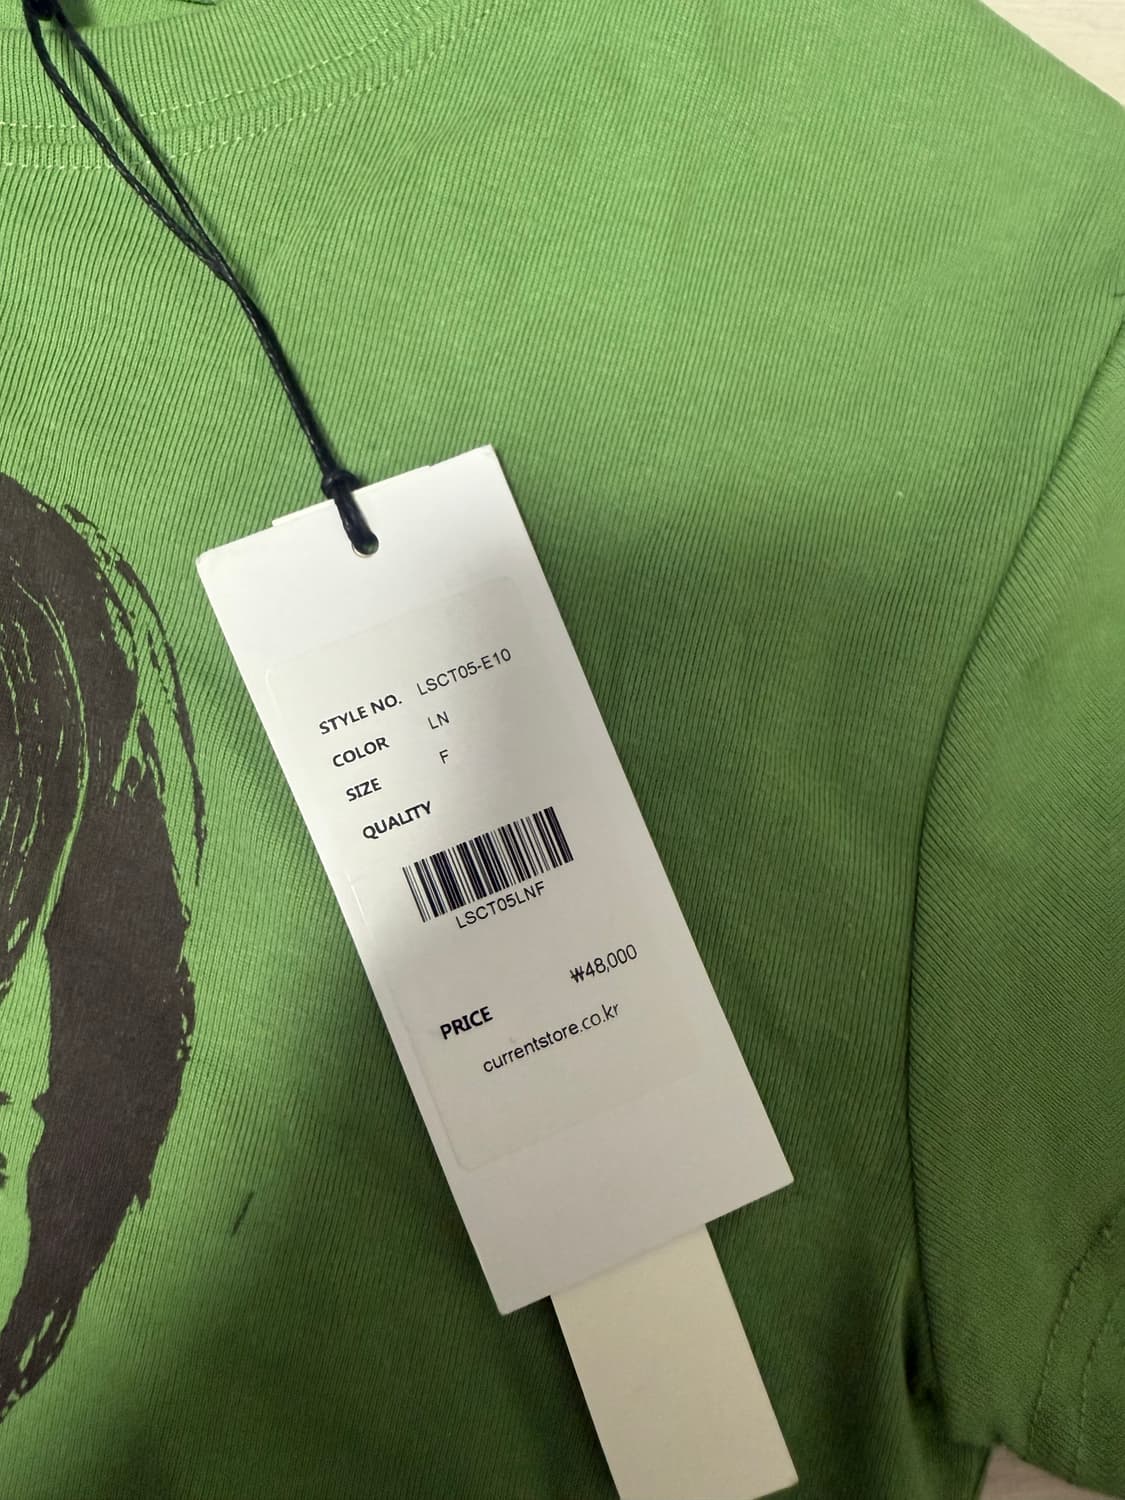 STYLE NO. LSCT05-E10
COLOR LN
SIZE F
QUALITY
LSCT05LNF
PRICE ₩48,000
currentstore.co.kr